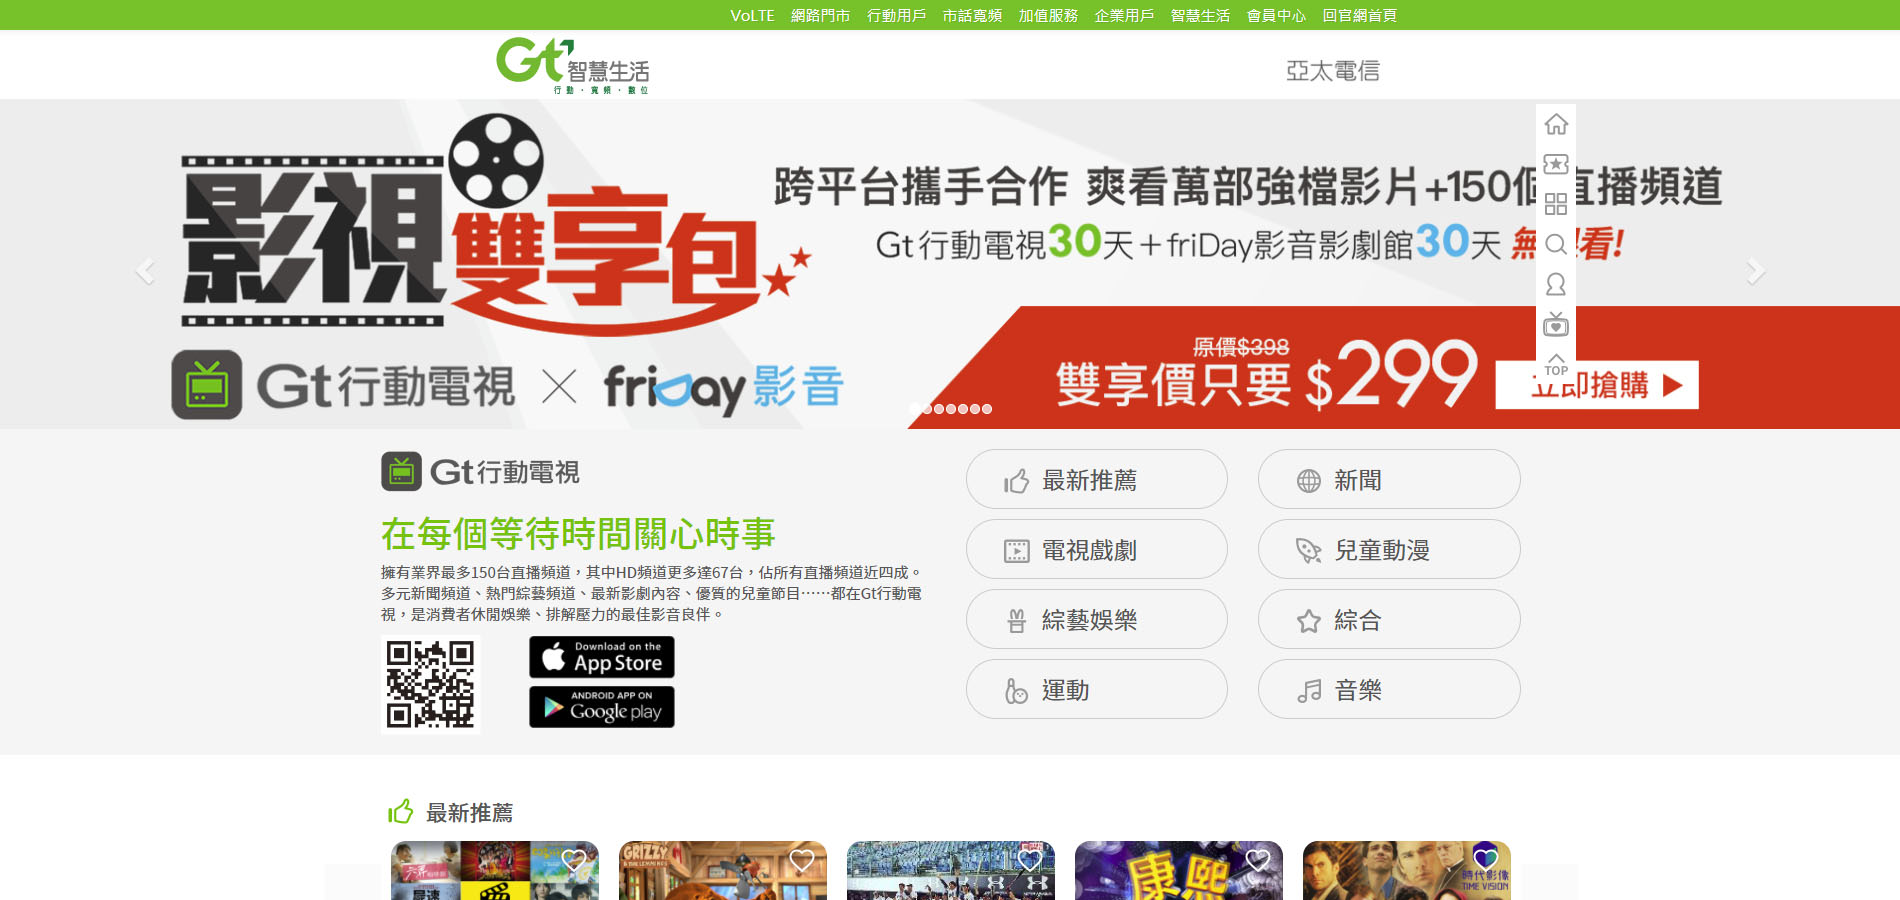 VoLTE 網路門市 行動用戶 市話寬頻 加值服務 企業用戶 智慧生活 會員中心 回官網首頁
Gt 智慧生活
行動・寬頻・數位
亞太電信
影視雙享包
跨平台攜手合作 爽看萬部強檔影片+150個直播頻道
Gt行動電視30天+friDay影音影劇館30天 無 看!
Gt行動電視 × friDay影音
原價$398
雙享價只要 $299
立即搶購
TOP
Gt行動電視
在每個等待時間關心時事
擁有業界最多150台直播頻道，其中HD頻道更多達67台，佔所有直播頻道近四成。
多元新聞頻道、熱門綜藝頻道、最新影劇內容、優質的兒童節目……都在Gt行動電
視，是消費者休閒娛樂、排解壓力的最佳影音良伴。
Download on the
App Store
ANDROID APP ON
Google play
最新推薦
新聞
電視戲劇
兒童動漫
綜藝娛樂
綜合
運動
音樂
最新推薦
最速
GRIZZY
& THE LEMMINGS
康熙
時代影像
TIME VISION